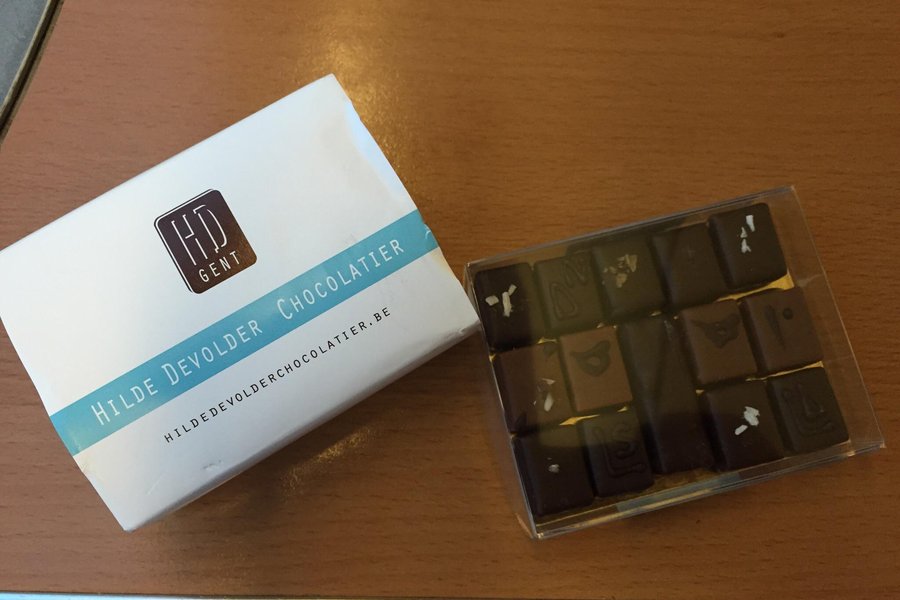 HD
GENT
HILDE DEVOLDER CHOCOLATIER
HILDEDEVOLDERCHOCOLATIER.BE